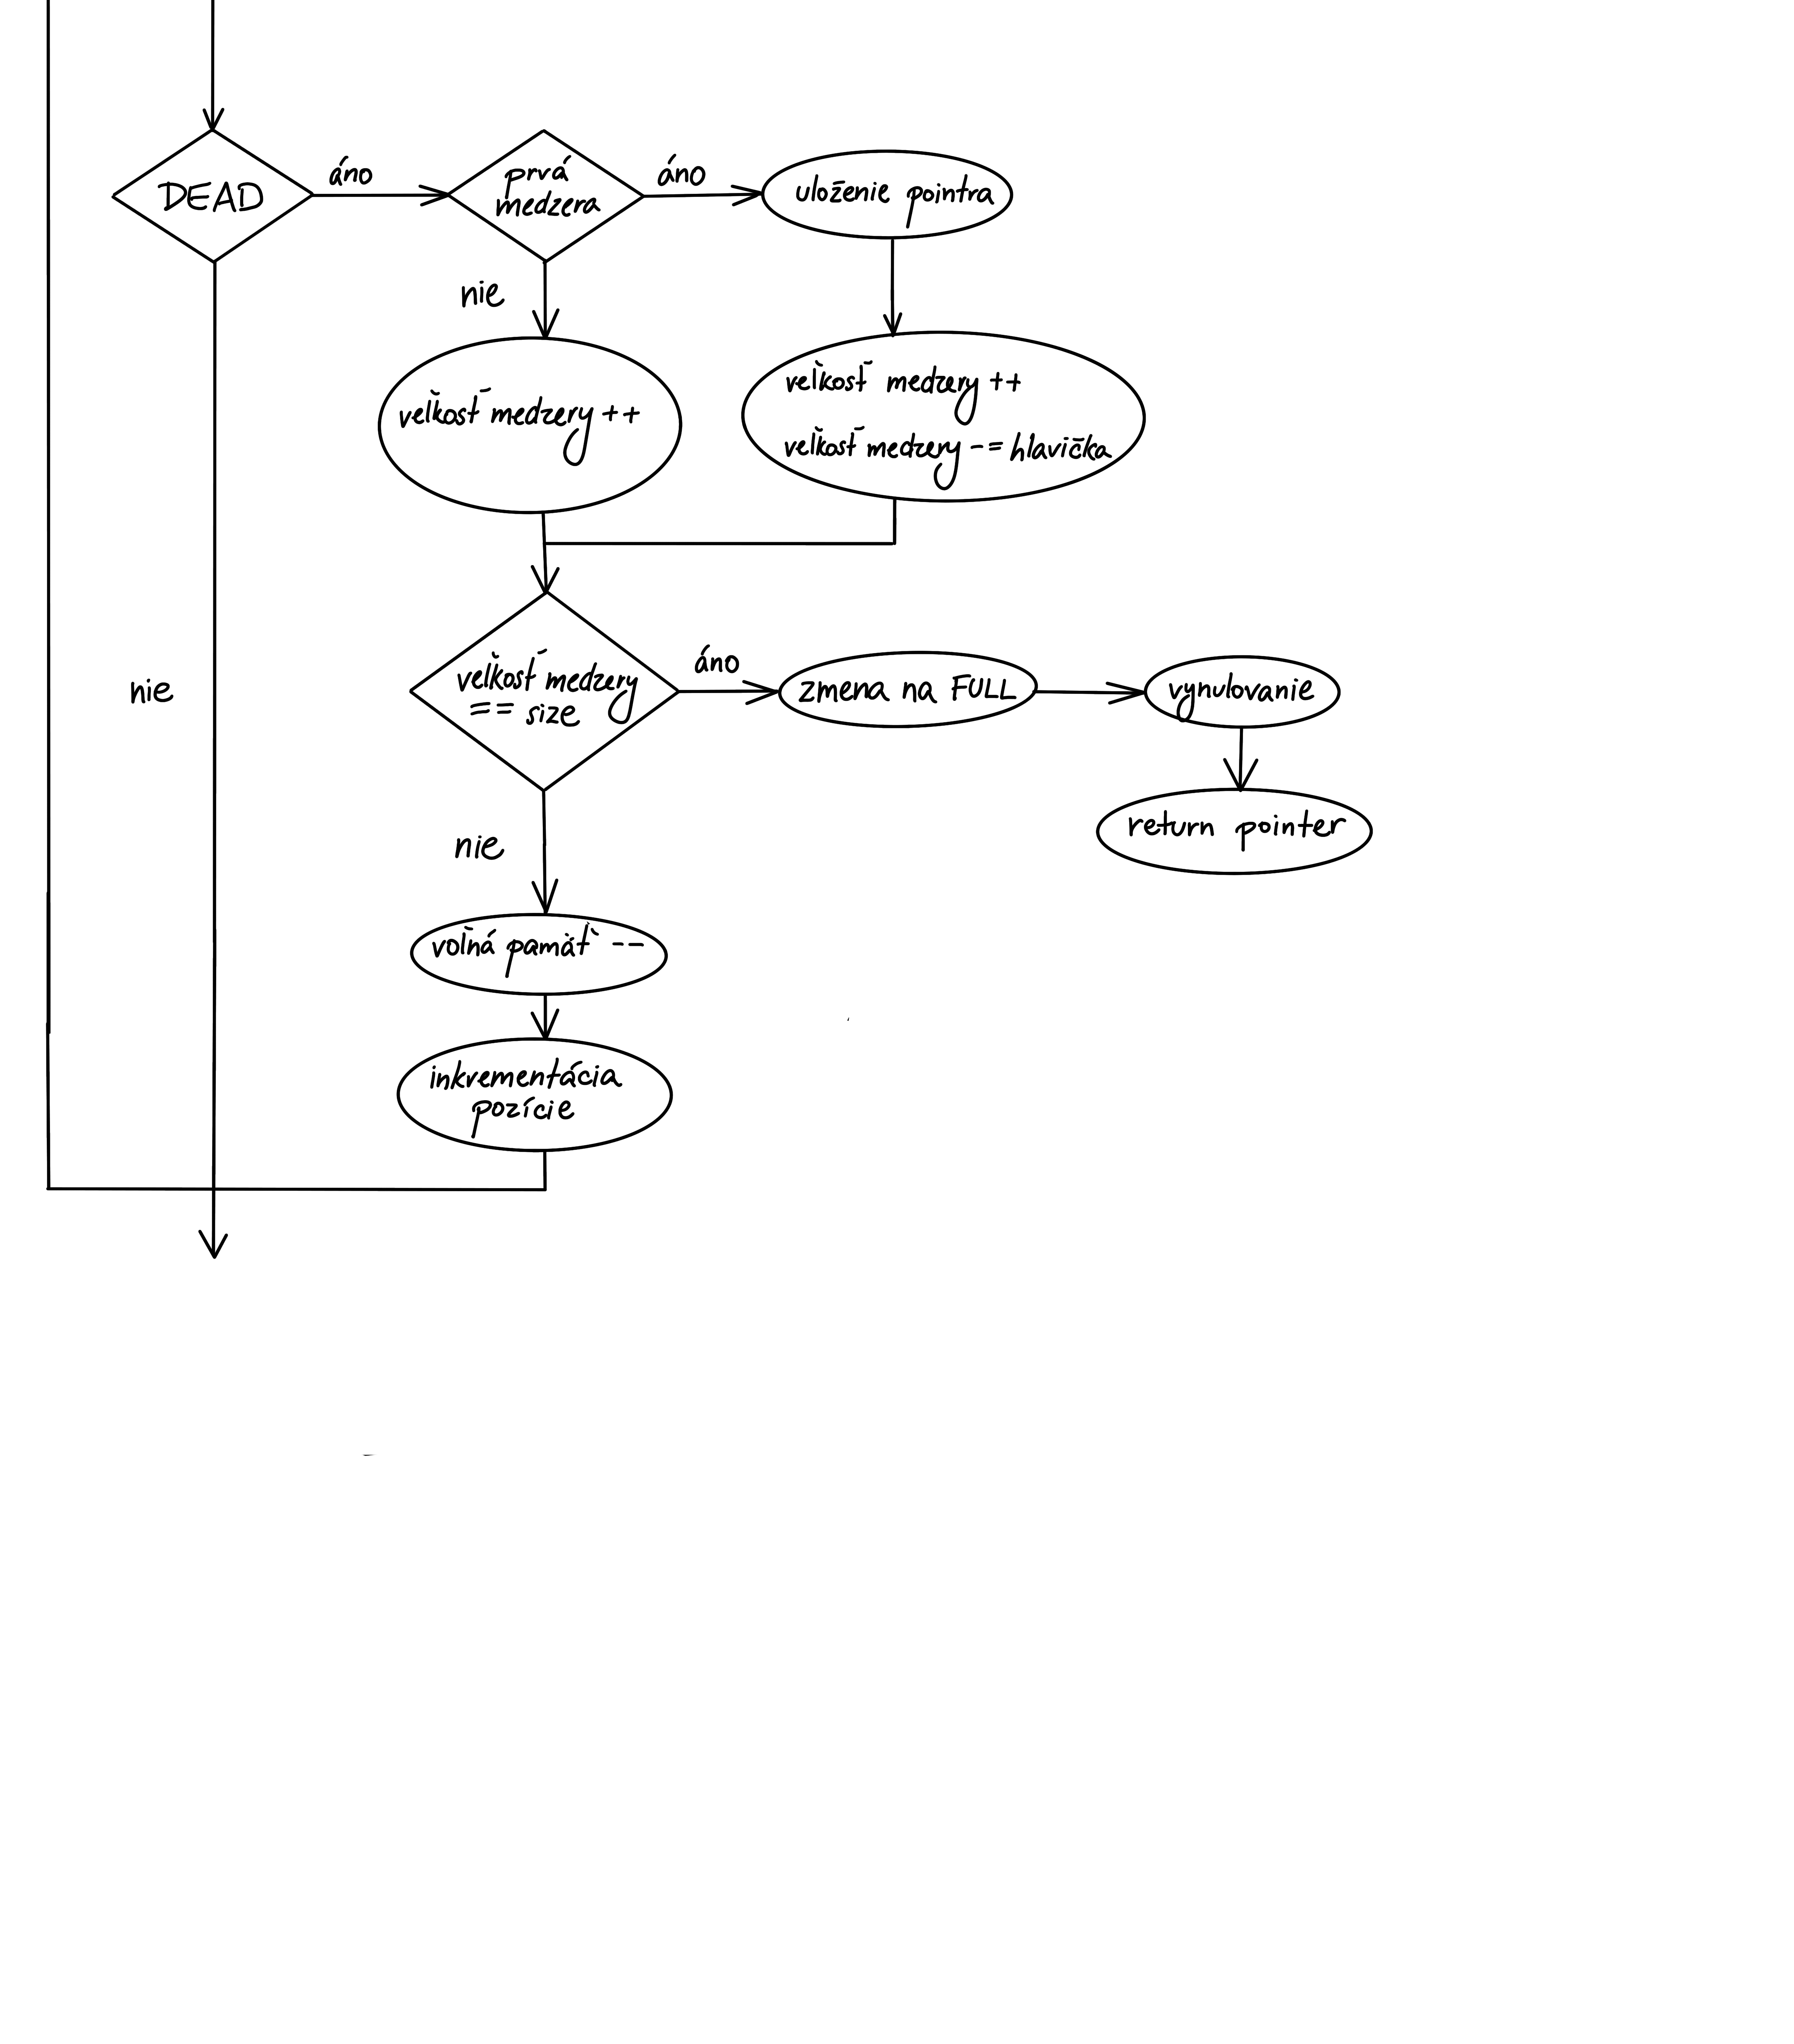 DEAD
áno
prvá
medzera
áno
uloženie pointra
nie
veľkosť medzery ++
veľkosť medzery ++
veľkosť medzery -= hlavička
nie
veľkosť medzery
== size
áno
zmena na FULL
vynulovanie
return pointer
nie
voľná pamäť --
inkrementácia
pozície